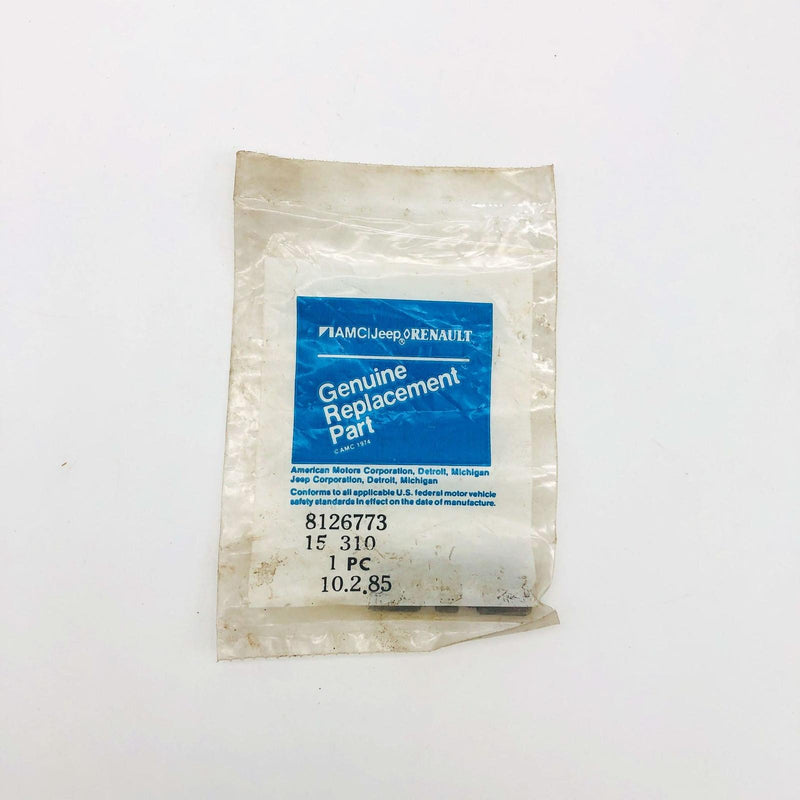 AMC|Jeep®◊RENAULT
Genuine
Replacement
Part
© AMC 1974
American Motors Corporation, Detroit, Michigan
Jeep Corporation, Detroit, Michigan
Conforms to all applicable U.S. federal motor vehicle
safety standards in effect on the date of manufacture.
8126773
15 310
1 PC
10.2.85